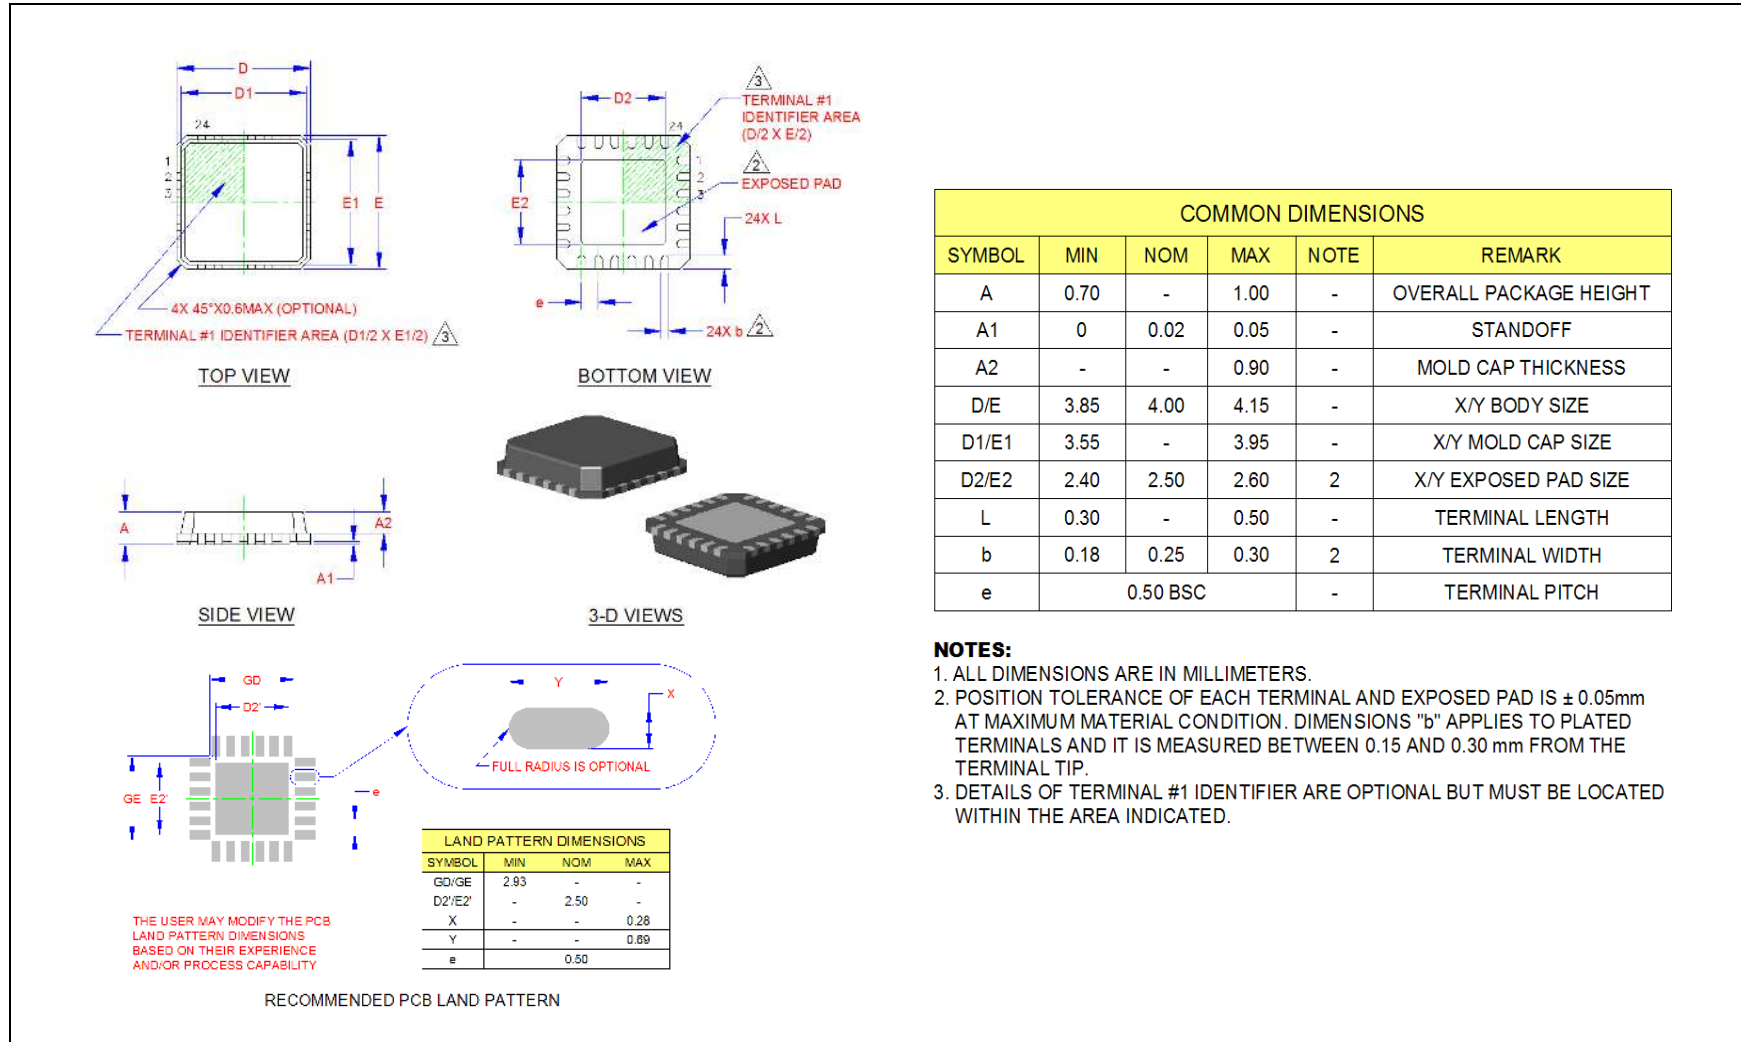 D
D1
24
1
2
3
E1 E
4X 45°X0.6MAX (OPTIONAL)
TERMINAL #1 IDENTIFIER AREA (D1/2 X E1/2) 3
TOP VIEW
D2
3
TERMINAL #1
IDENTIFIER AREA
(D/2 X E/2)
24
1
2
3
2
EXPOSED PAD
E2
24X L
e
24X b 2
BOTTOM VIEW
A
A2
A1
SIDE VIEW
3-D VIEWS
GD
D2'
GE E2'
e
Y
X
FULL RADIUS IS OPTIONAL
LAND PATTERN DIMENSIONS
SYMBOL MIN NOM MAX
GD/GE 2.93 - -
D2'/E2' - 2.50 -
X - - 0.28
Y - - 0.69
e 0.50
THE USER MAY MODIFY THE PCB
LAND PATTERN DIMENSIONS
BASED ON THEIR EXPERIENCE
AND/OR PROCESS CAPABILITY
RECOMMENDED PCB LAND PATTERN
COMMON DIMENSIONS
SYMBOL MIN NOM MAX NOTE REMARK
A 0.70 - 1.00 - OVERALL PACKAGE HEIGHT
A1 0 0.02 0.05 - STANDOFF
A2 - - 0.90 - MOLD CAP THICKNESS
D/E 3.85 4.00 4.15 - X/Y BODY SIZE
D1/E1 3.55 - 3.95 - X/Y MOLD CAP SIZE
D2/E2 2.40 2.50 2.60 2 X/Y EXPOSED PAD SIZE
L 0.30 - 0.50 - TERMINAL LENGTH
b 0.18 0.25 0.30 2 TERMINAL WIDTH
e 0.50 BSC - TERMINAL PITCH
NOTES:
1. ALL DIMENSIONS ARE IN MILLIMETERS.
2. POSITION TOLERANCE OF EACH TERMINAL AND EXPOSED PAD IS ± 0.05mm
AT MAXIMUM MATERIAL CONDITION. DIMENSIONS "b" APPLIES TO PLATED
TERMINALS AND IT IS MEASURED BETWEEN 0.15 AND 0.30 mm FROM THE
TERMINAL TIP.
3. DETAILS OF TERMINAL #1 IDENTIFIER ARE OPTIONAL BUT MUST BE LOCATED
WITHIN THE AREA INDICATED.